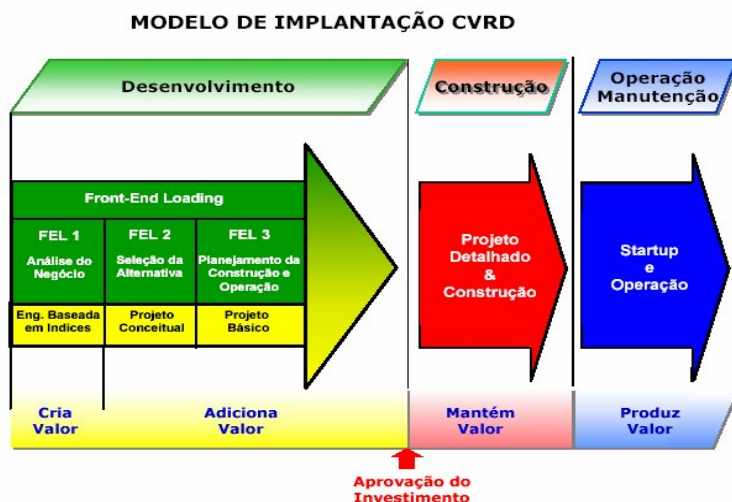 MODELO DE IMPLANTAÇÃO CVRD
Desenvolvimento
Construção
Operação
Manutenção
Front-End Loading
FEL 1
Análise do
Negócio
FEL 2
Seleção da
Alternativa
FEL 3
Planejamento da
Construção e
Operação
Eng. Baseada
em Indices
Projeto
Conceitual
Projeto
Básico
Projeto
Detalhado
&
Construção
Startup
e
Operação
Cria
Valor
Adiciona
Valor
Mantém
Valor
Produz
Valor
Aprovação do
Investimento